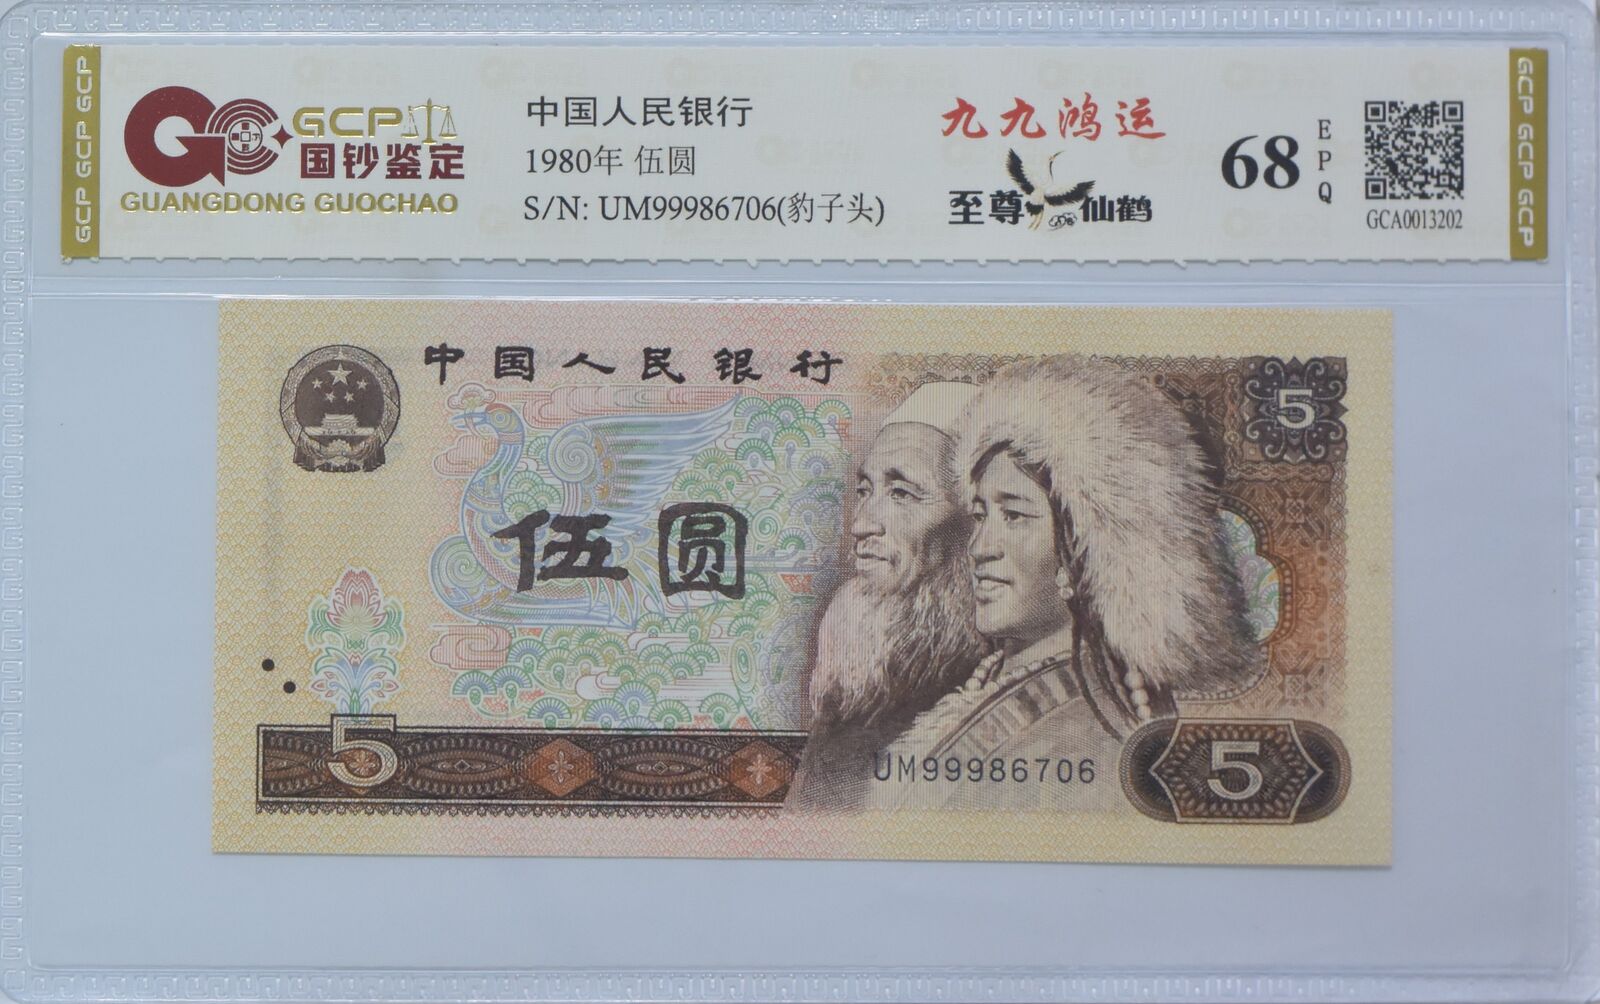 GCP GCP GCP
GCP
国钞鉴定
GUANGDONG GUOCHAO
中国人民银行
1980年 伍圆
S/N: UM99986706(豹子头)
九九鸿运
至尊仙鹤
68
EPQ
GCA0013202
GCP GCP GCP
中国人民银行
5
伍圆
5
UM99986706
5